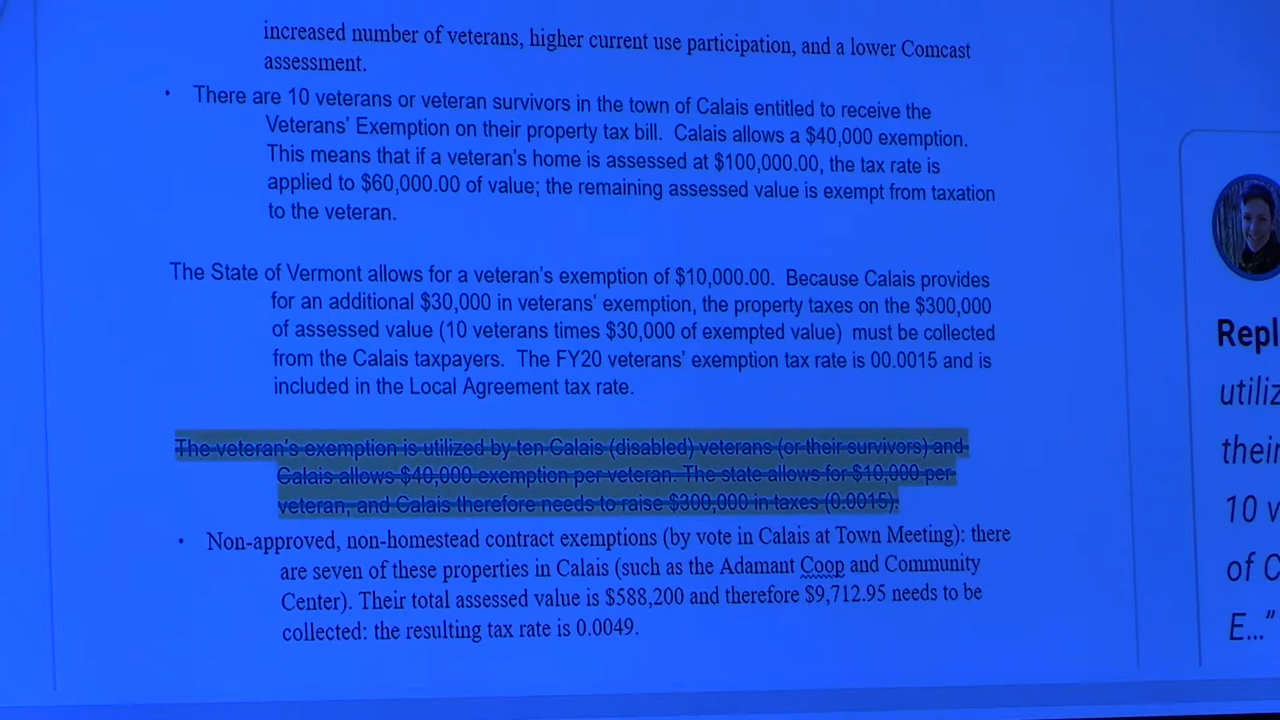 increased number of veterans, higher current use participation, and a lower Comcast
assessment.
· There are 10 veterans or veteran survivors in the town of Calais entitled to receive the
Veterans' Exemption on their property tax bill. Calais allows a $40,000 exemption.
This means that if a veteran's home is assessed at $100,000.00, the tax rate is
applied to $60,000.00 of value; the remaining assessed value is exempt from taxation
to the veteran.
The State of Vermont allows for a veteran's exemption of $10,000.00. Because Calais provides
for an additional $30,000 in veterans' exemption, the property taxes on the $300,000
of assessed value (10 veterans times $30,000 of exempted value) must be collected
from the Calais taxpayers. The FY20 veterans' exemption tax rate is 00.0015 and is
included in the Local Agreement tax rate.
The veteran's exemption is utilized by ten Calais (disabled) veterans (or their survivors) and
Calais allows $40,000 exemption per veteran. The state allows for $10,000 per
veteran, and Calais therefore needs to raise $300,000 in taxes (0.0015).
· Non-approved, non-homestead contract exemptions (by vote in Calais at Town Meeting): there
are seven of these properties in Calais (such as the Adamant Coop and Community
Center). Their total assessed value is $588,200 and therefore $9,712.95 needs to be
collected: the resulting tax rate is 0.0049.
Repl
utiliz
their
10 v
of C
E..."